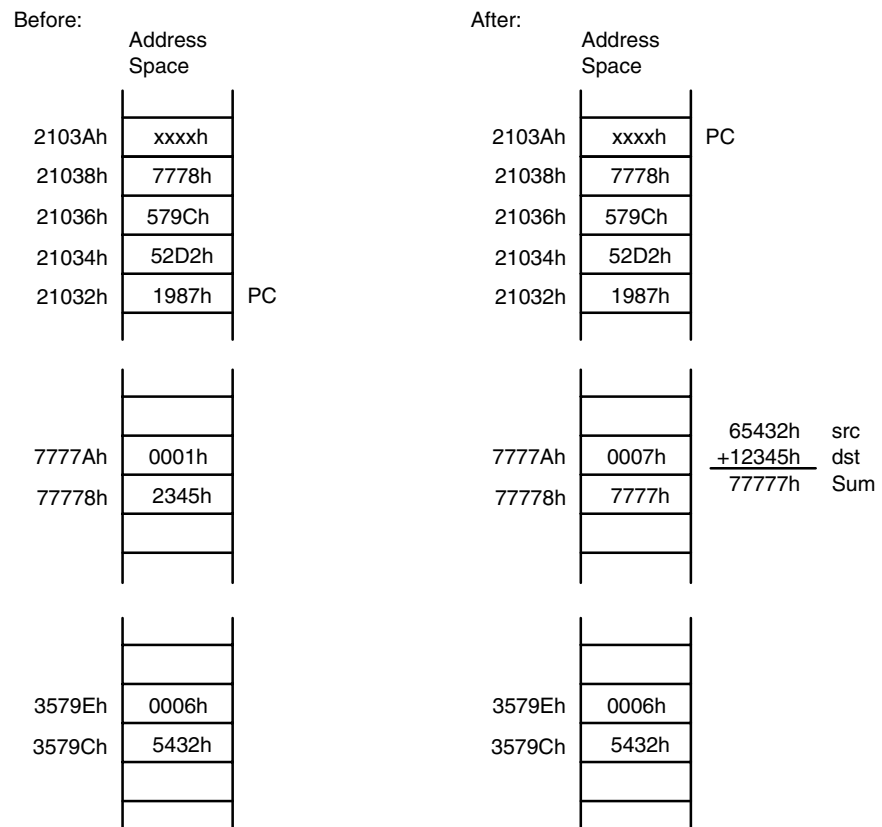 Before:
Address
Space
2103Ah xxxxh
21038h 7778h
21036h 579Ch
21034h 52D2h
21032h 1987h PC
7777Ah 0001h
77778h 2345h
3579Eh 0006h
3579Ch 5432h
After:
Address
Space
2103Ah xxxxh PC
21038h 7778h
21036h 579Ch
21034h 52D2h
21032h 1987h
65432h src
7777Ah 0007h +12345h dst
77778h 7777h 77777h Sum
3579Eh 0006h
3579Ch 5432h